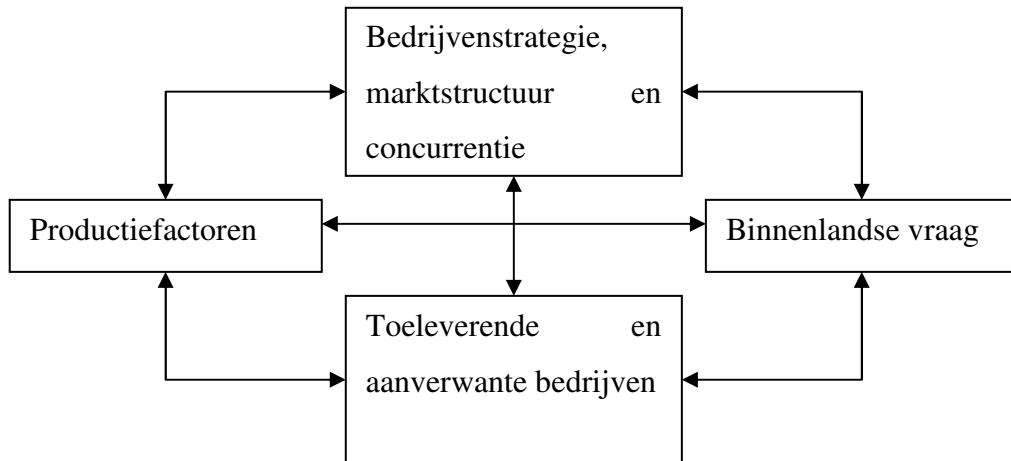 Bedrijvenstrategie,
marktstructuur en
concurrentie
Productiefactoren
Binnenlandse vraag
Toeleverende en
aanverwante bedrijven